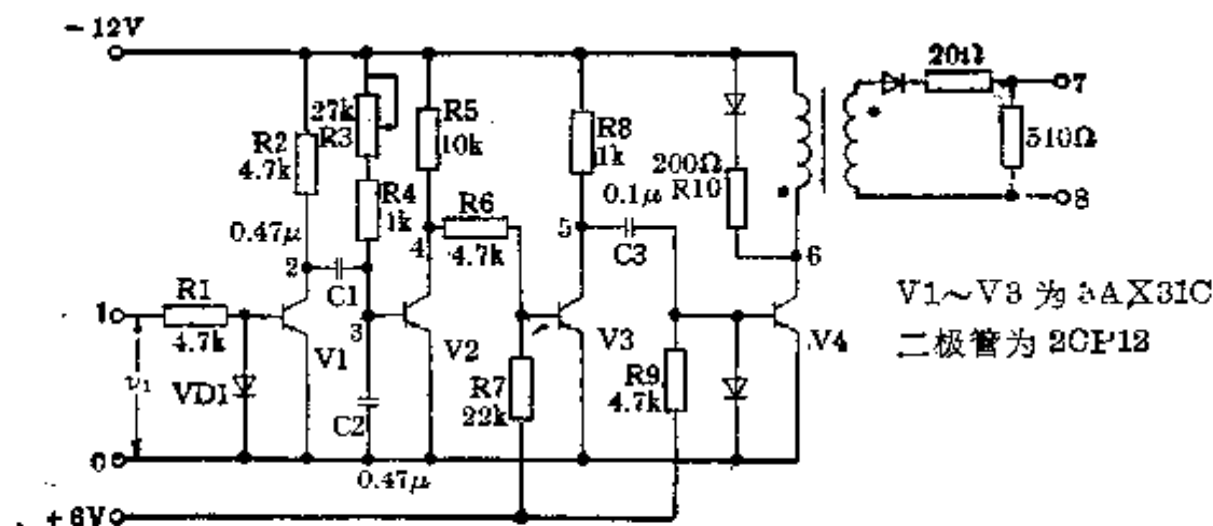 -12V
27k
R3
R2
4.7k
R4
1k
R5
10k
R6
4.7k
R8
1k
200Ω
R10
20Ω
7
510Ω
8
0.47μ
2
C1
3
4
5
0.1μ
C3
6
1
R1
4.7k
V1
V2
V3
V4
υ₁
VD1
C2
0.47μ
R7
22k
R9
4.7k
0
+6V
V1~V3 为 3AX31C
二极管为 2CP12